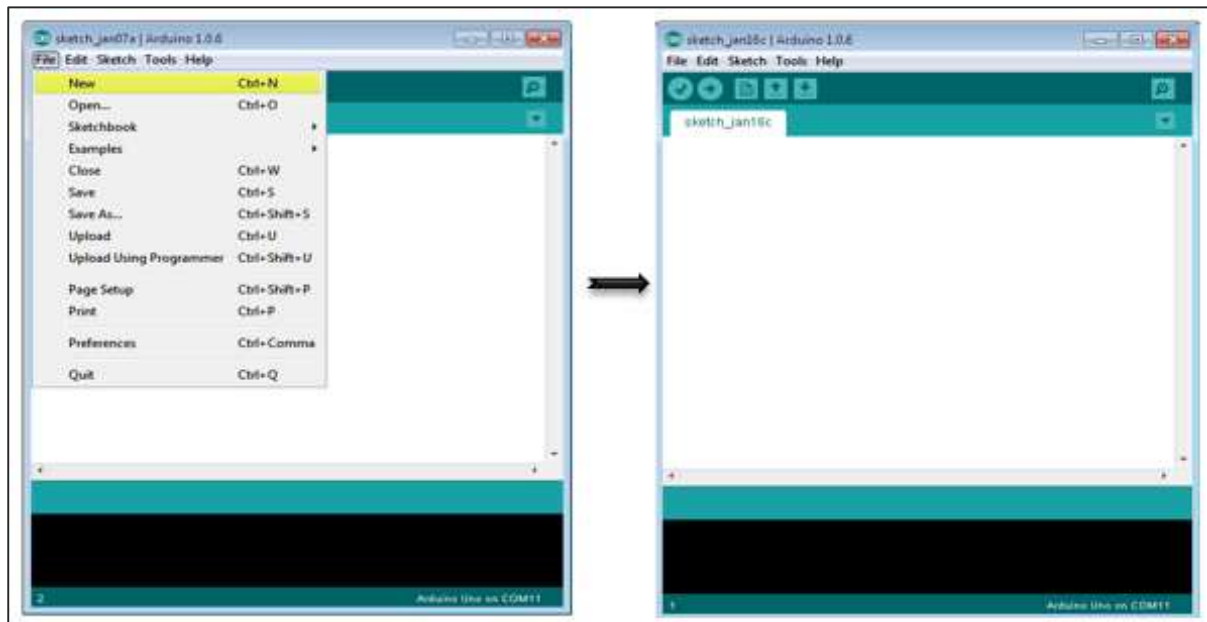 sketch_jan07a | Arduino 1.0.6
File Edit Sketch Tools Help
New Ctrl+N
Open... Ctrl+O
Sketchbook
Examples
Close Ctrl+W
Save Ctrl+S
Save As... Ctrl+Shift+S
Upload Ctrl+U
Upload Using Programmer Ctrl+Shift+U
Page Setup Ctrl+Shift+P
Print Ctrl+P
Preferences Ctrl+Comma
Quit Ctrl+Q
2 Arduino Uno on COM11
sketch_jan16c | Arduino 1.0.6
File Edit Sketch Tools Help
sketch_jan16c
1 Arduino Uno on COM11